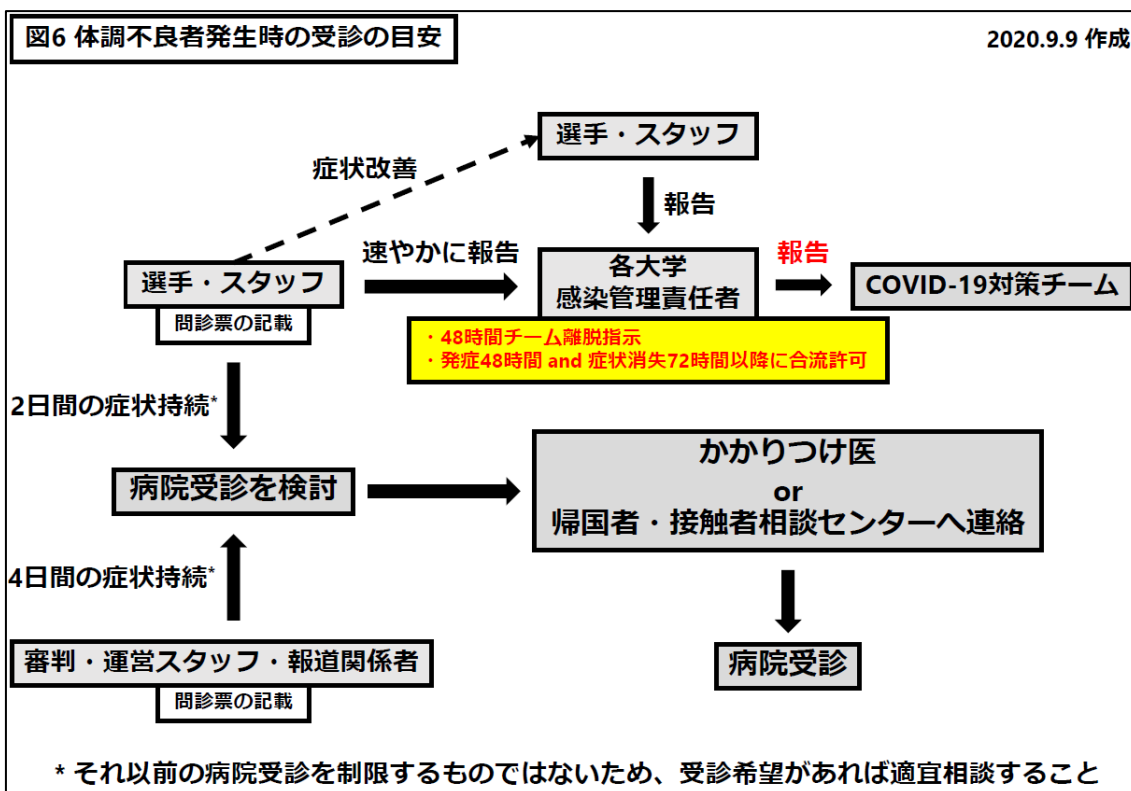 図6 体調不良者発生時の受診の目安
2020.9.9 作成
選手・スタッフ
症状改善
報告
速やかに報告
報告
選手・スタッフ
問診票の記載
各大学
感染管理責任者
COVID-19対策チーム
・48時間チーム離脱指示
・発症48時間 and 症状消失72時間以降に合流許可
2日間の症状持続*
病院受診を検討
かかりつけ医
or
帰国者・接触者相談センターへ連絡
4日間の症状持続*
審判・運営スタッフ・報道関係者
問診票の記載
病院受診
* それ以前の病院受診を制限するものではないため、受診希望があれば適宜相談すること